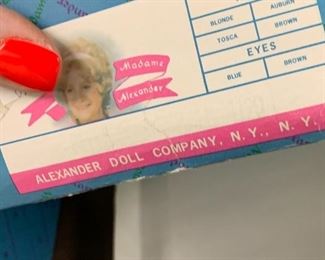 Madame
Alexander
BLONDE AUBURN
TOSCA BROWN
EYES
BLUE BROWN
ALEXANDER DOLL COMPANY, N.Y., N.Y.